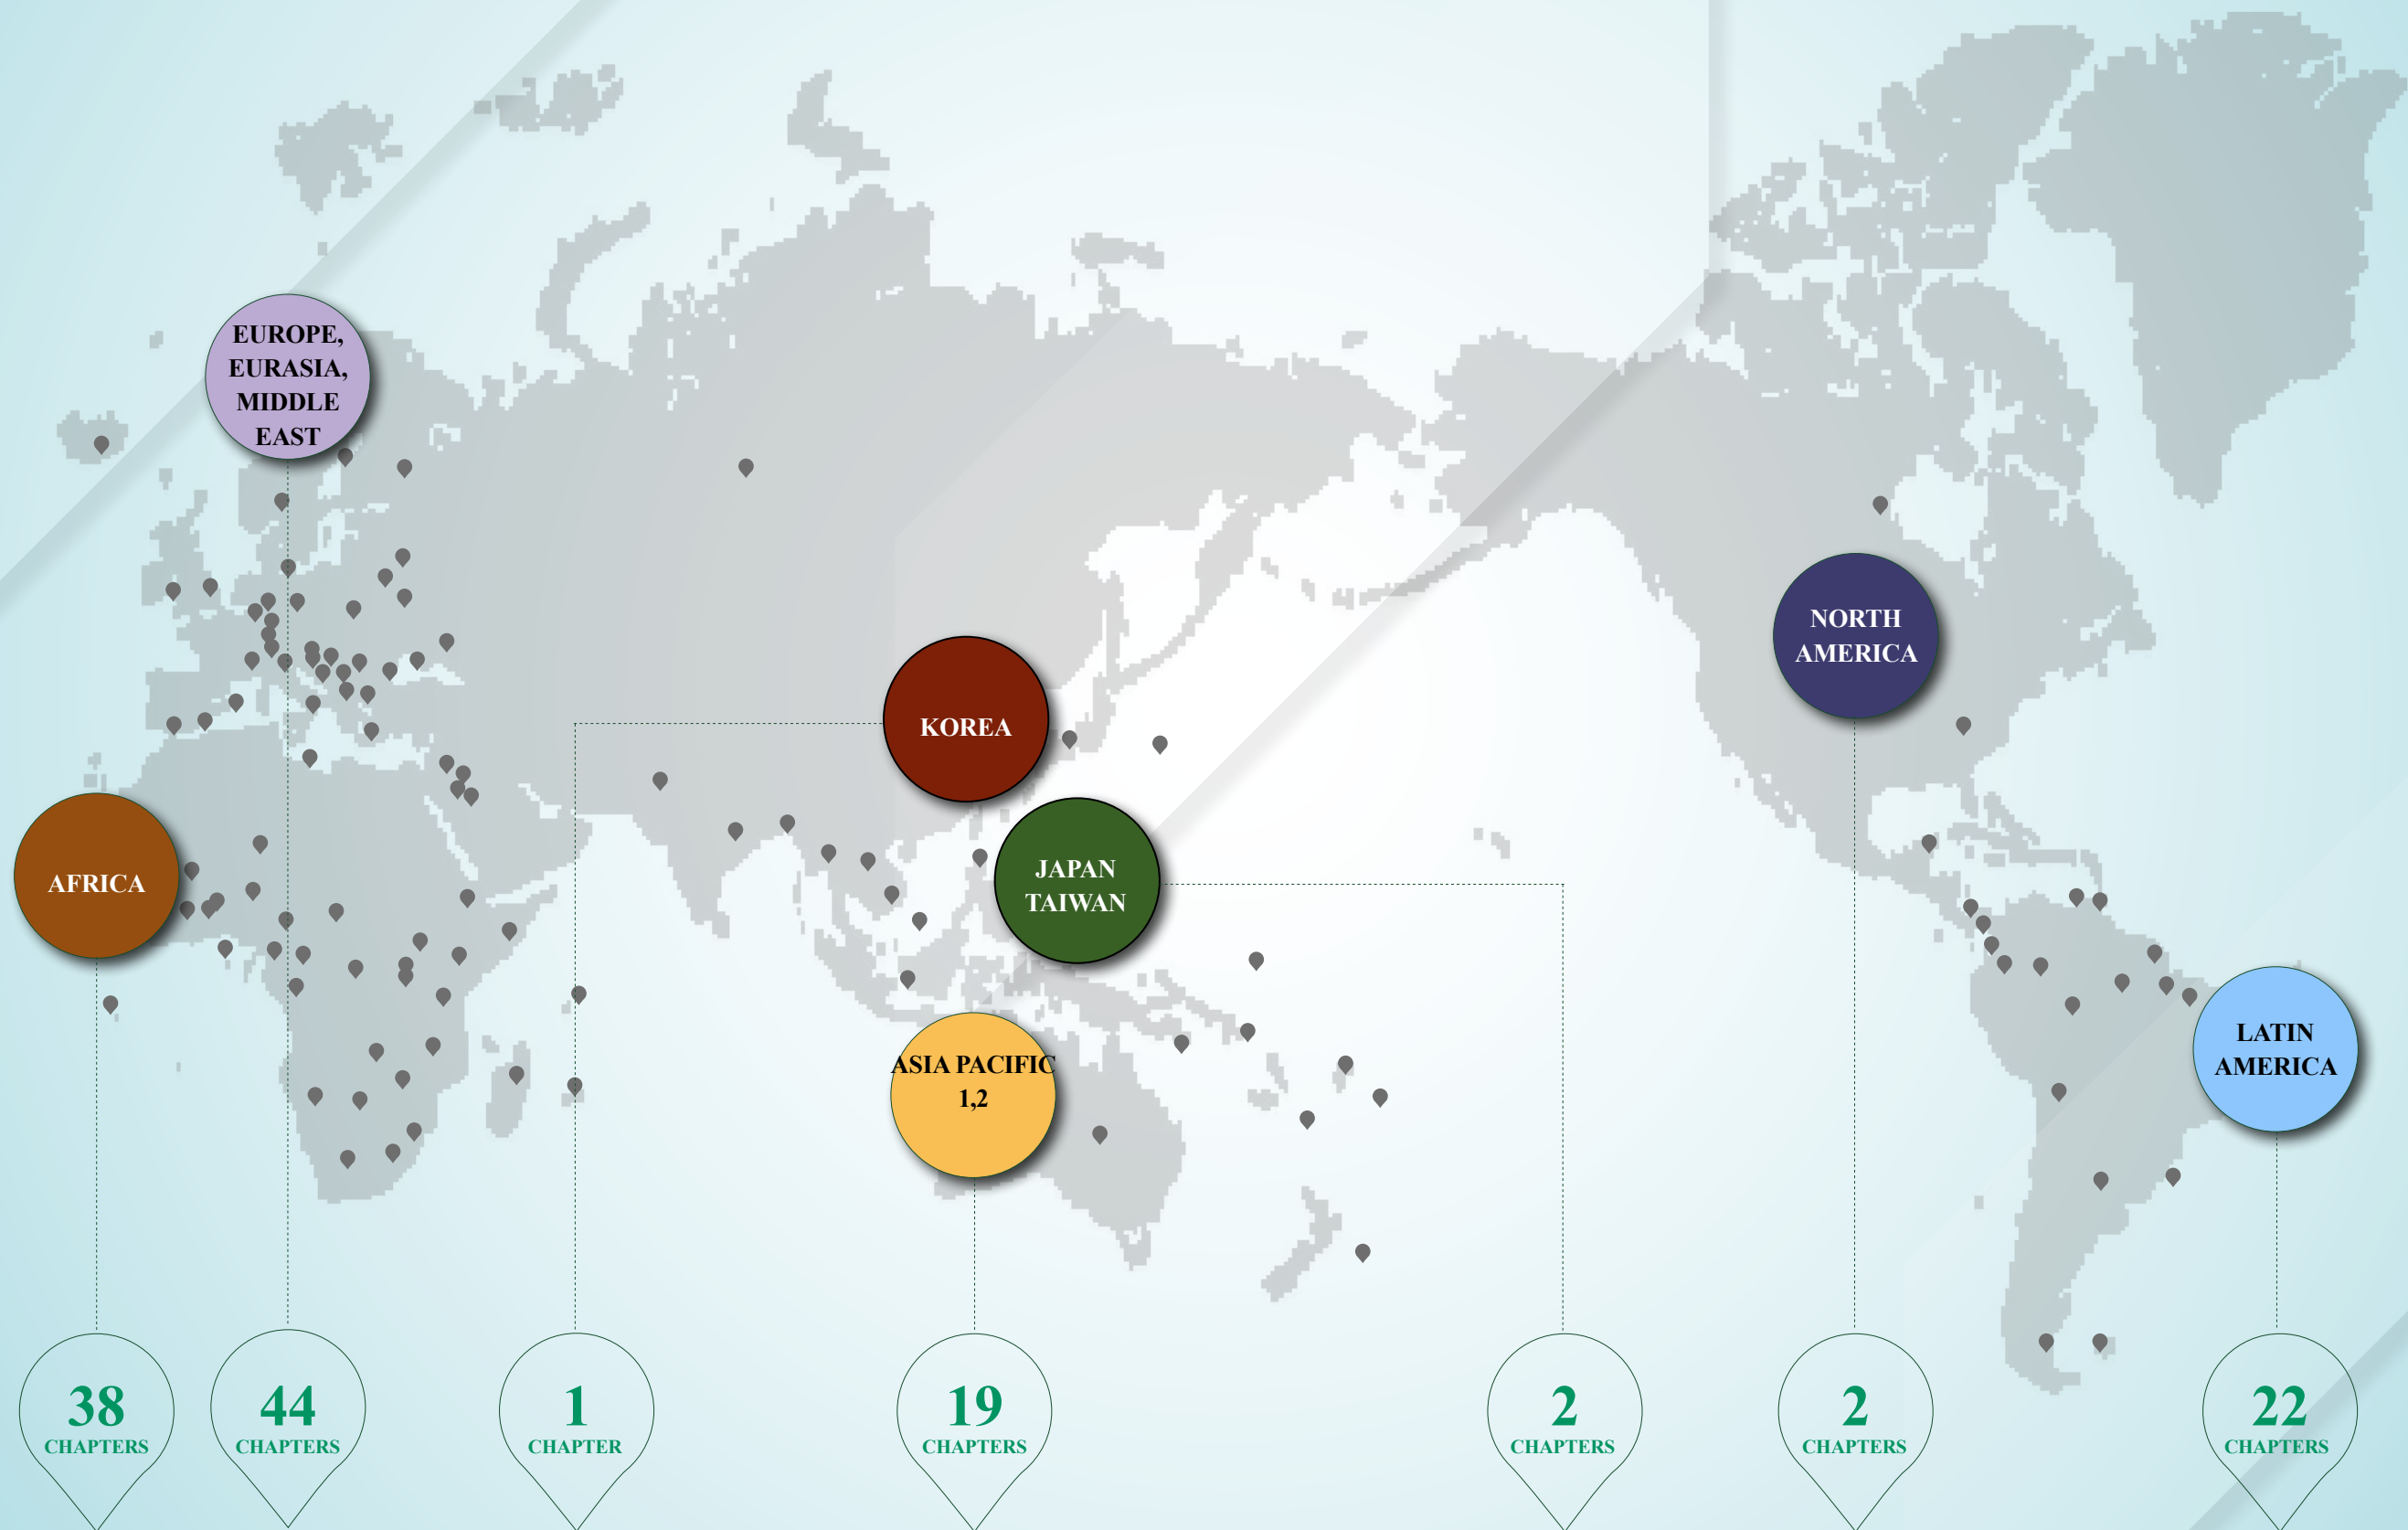 EUROPE,
EURASIA,
MIDDLE
EAST
NORTH
AMERICA
KOREA
AFRICA
JAPAN
TAIWAN
LATIN
AMERICA
ASIA PACIFIC
1,2
38
CHAPTERS
44
CHAPTERS
1
CHAPTER
19
CHAPTERS
2
CHAPTERS
2
CHAPTERS
22
CHAPTERS